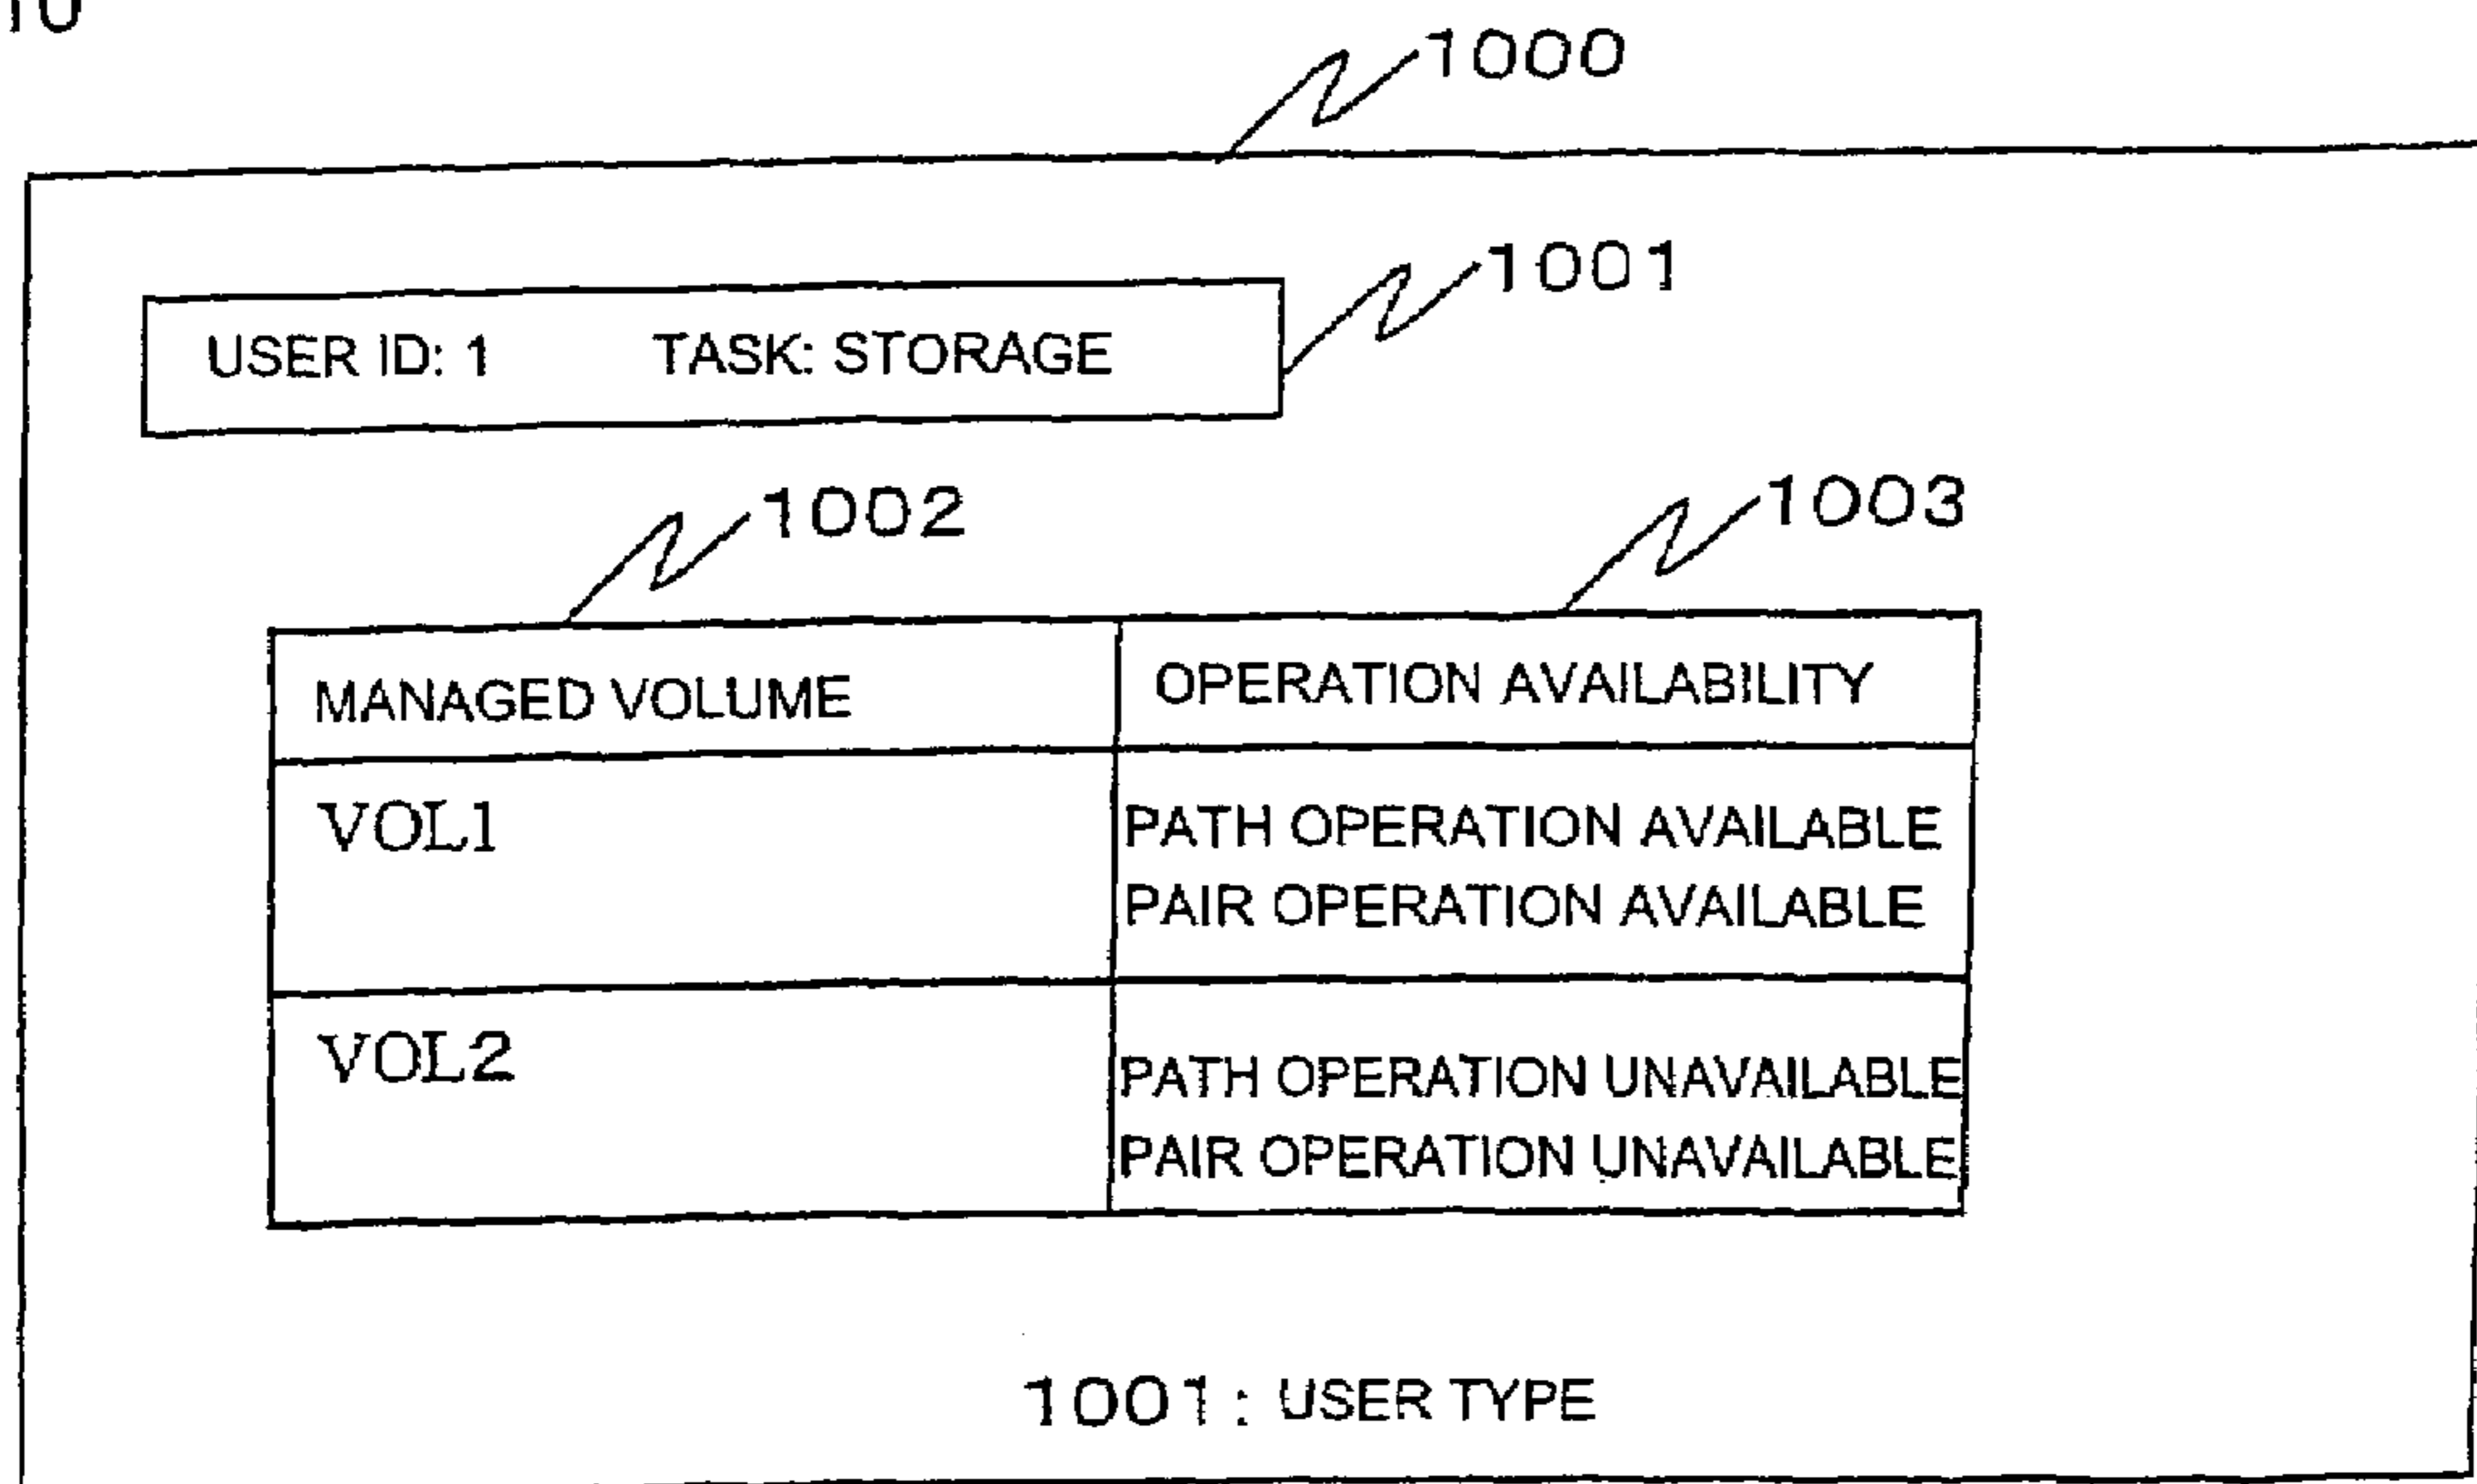 10
1000
1001
USER ID: 1 TASK: STORAGE
1002
1003
MANAGED VOLUME OPERATION AVAILABILITY
VOL1 PATH OPERATION AVAILABLE
PAIR OPERATION AVAILABLE
VOL2 PATH OPERATION UNAVAILABLE
PAIR OPERATION UNAVAILABLE
1001: USER TYPE